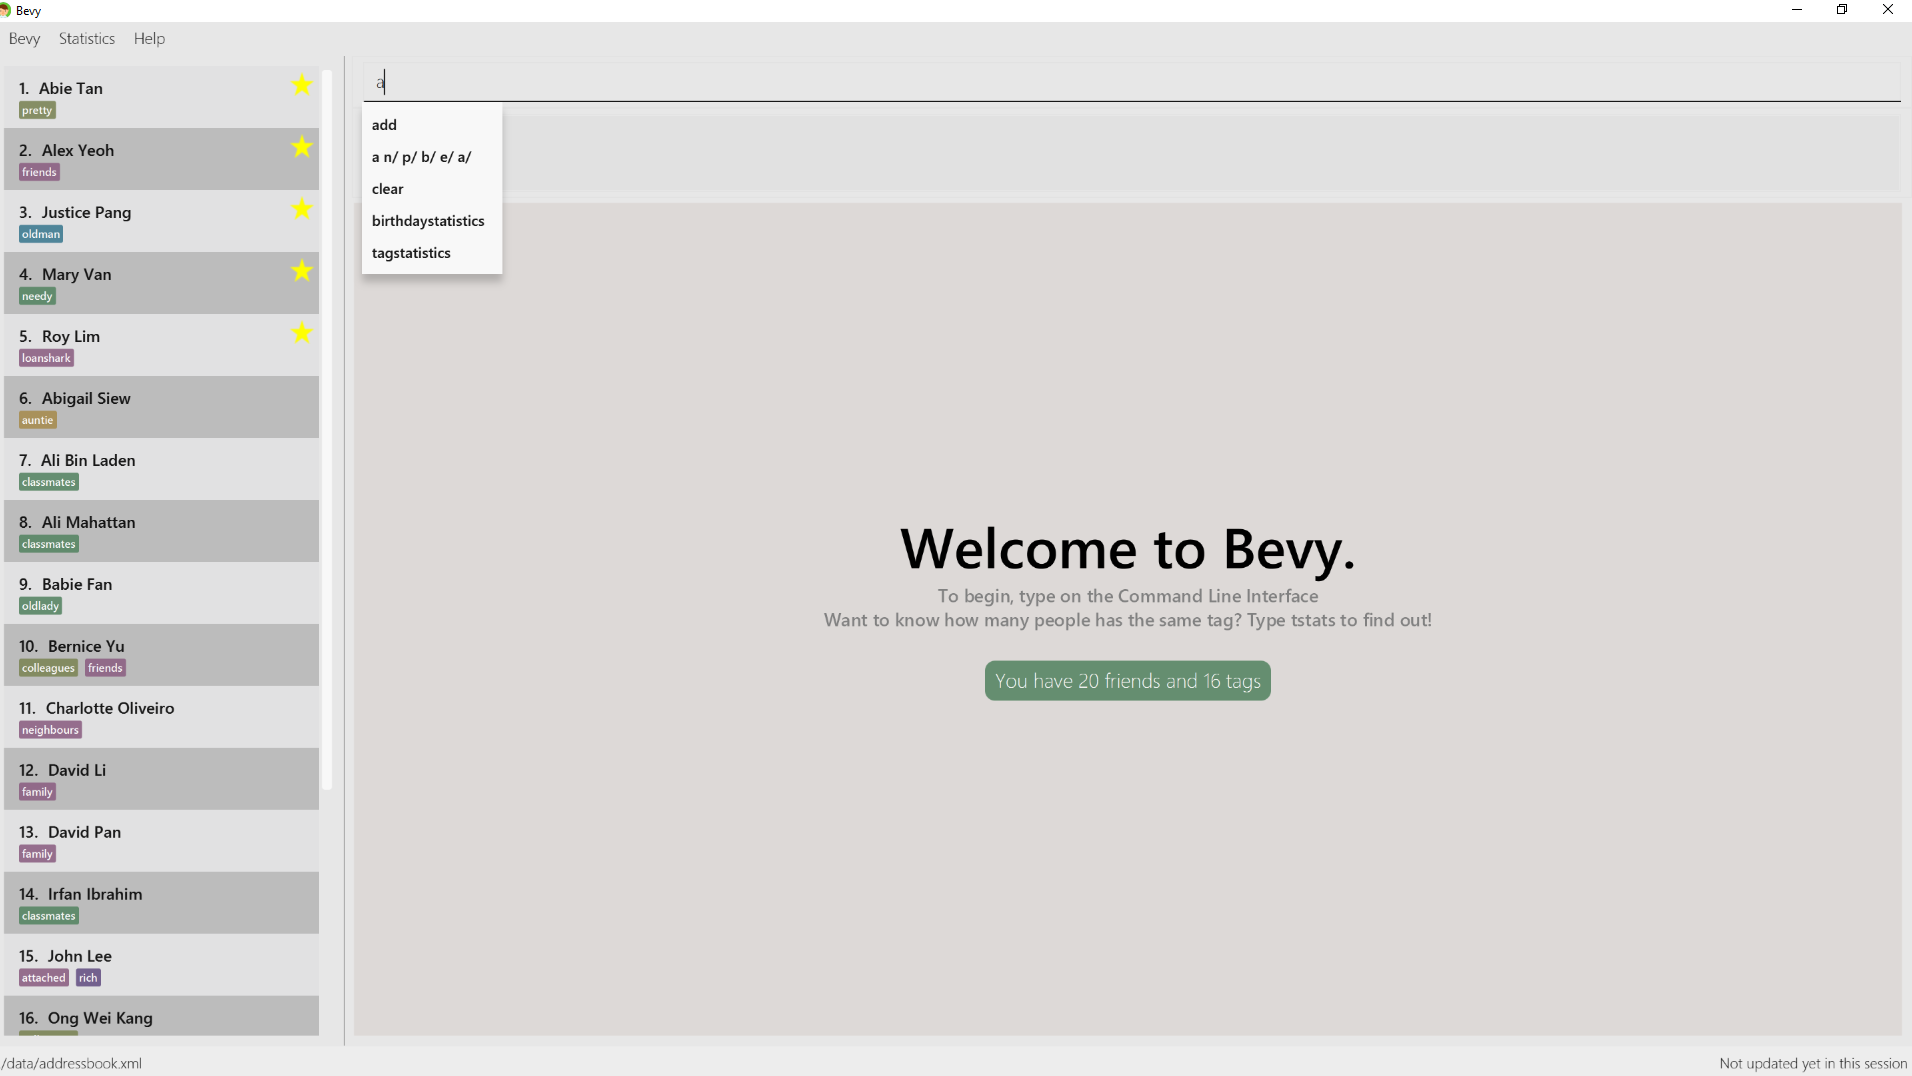 Bevy
Bevy Statistics Help
1. Abie Tan
pretty
2. Alex Yeoh
friends
3. Justice Pang
oldman
4. Mary Van
needy
5. Roy Lim
loanshark
6. Abigail Siew
auntie
7. Ali Bin Laden
classmates
8. Ali Mahattan
classmates
9. Babie Fan
oldlady
10. Bernice Yu
colleagues friends
11. Charlotte Oliveiro
neighbours
12. David Li
family
13. David Pan
family
14. Irfan Ibrahim
classmates
15. John Lee
attached rich
16. Ong Wei Kang
a
add
a n/ p/ b/ e/ a/
clear
birthdaystatistics
tagstatistics
Welcome to Bevy.
To begin, type on the Command Line Interface
Want to know how many people has the same tag? Type tstats to find out!
You have 20 friends and 16 tags
/data/addressbook.xml
Not updated yet in this session